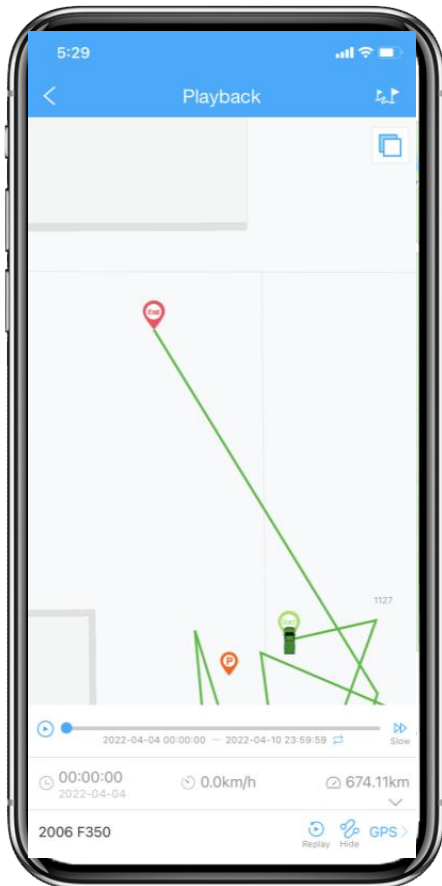 5:29
Playback
End
1127
Start
P
2022-04-04 00:00:00 — 2022-04-10 23:59:59
Slow
00:00:00
2022-04-04
0.0km/h
674.11km
2006 F350
Replay
Hide
GPS